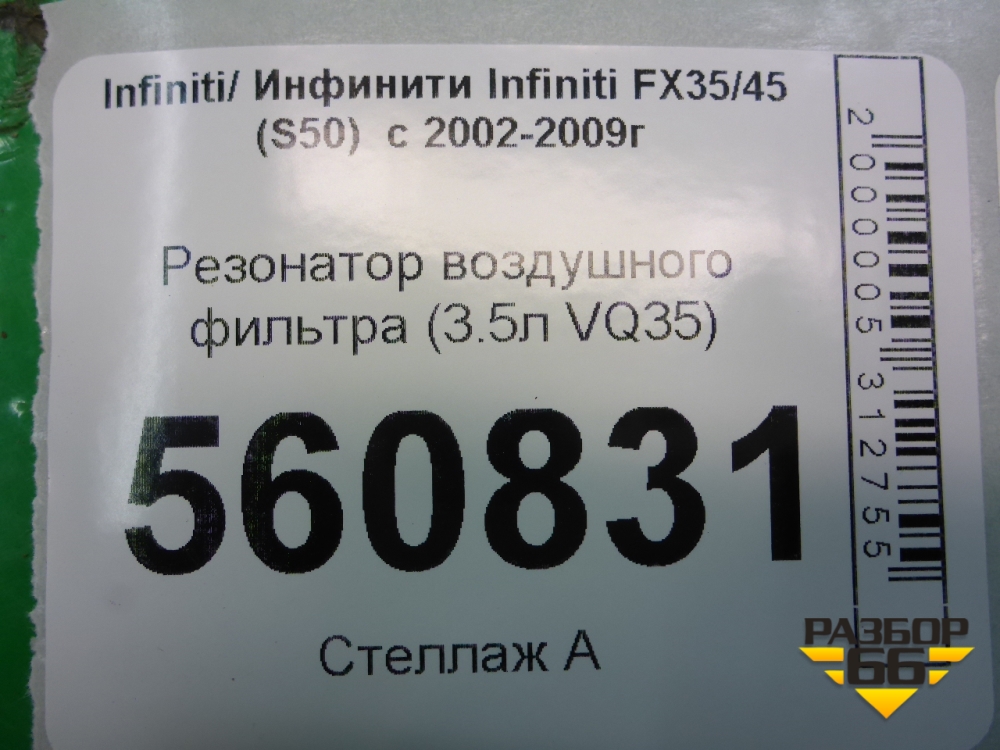 Infiniti/ Инфинити Infiniti FX35/45
(S50) с 2002-2009г
Резонатор воздушного
фильтра (3.5л VQ35)
560831
Стеллаж А
2000005312755
РАЗБОР
66